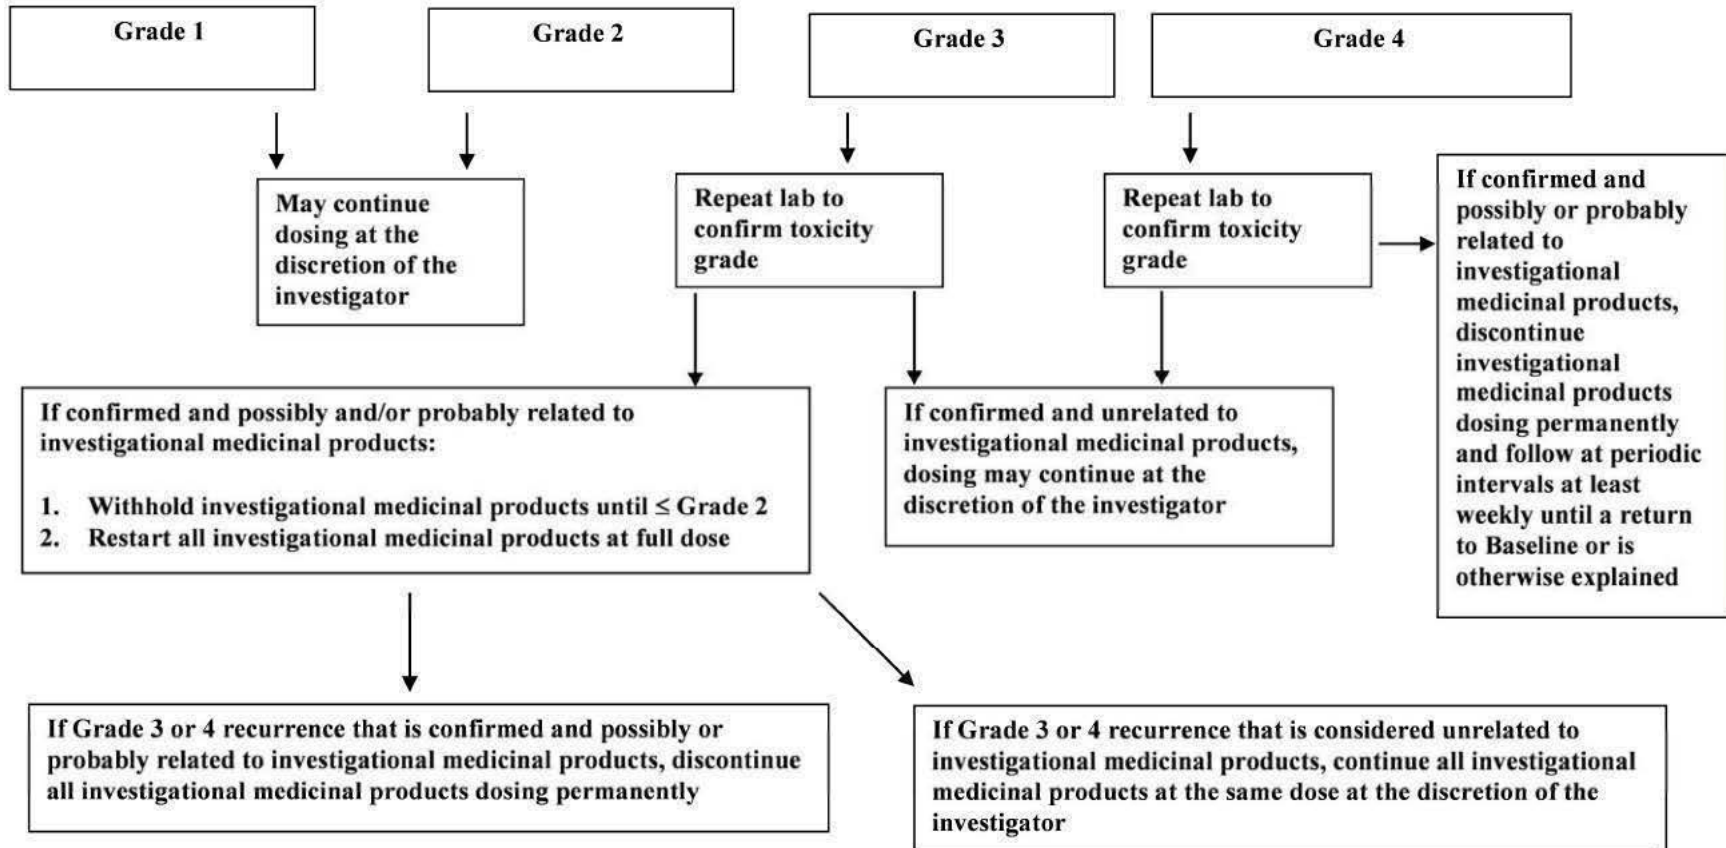 Grade 1
Grade 2
Grade 3
Grade 4
May continue
dosing at the
discretion of the
investigator
Repeat lab to
confirm toxicity
grade
Repeat lab to
confirm toxicity
grade
If confirmed and
possibly or probably
related to
investigational
medicinal products,
discontinue
investigational
medicinal products
dosing permanently
and follow at periodic
intervals at least
weekly until a return
to Baseline or is
otherwise explained
If confirmed and possibly and/or probably related to
investigational medicinal products:
1. Withhold investigational medicinal products until ≤ Grade 2
2. Restart all investigational medicinal products at full dose
If confirmed and unrelated to
investigational medicinal products,
dosing may continue at the
discretion of the investigator
If Grade 3 or 4 recurrence that is confirmed and possibly or
probably related to investigational medicinal products, discontinue
all investigational medicinal products dosing permanently
If Grade 3 or 4 recurrence that is considered unrelated to
investigational medicinal products, continue all investigational
medicinal products at the same dose at the discretion of the
investigator